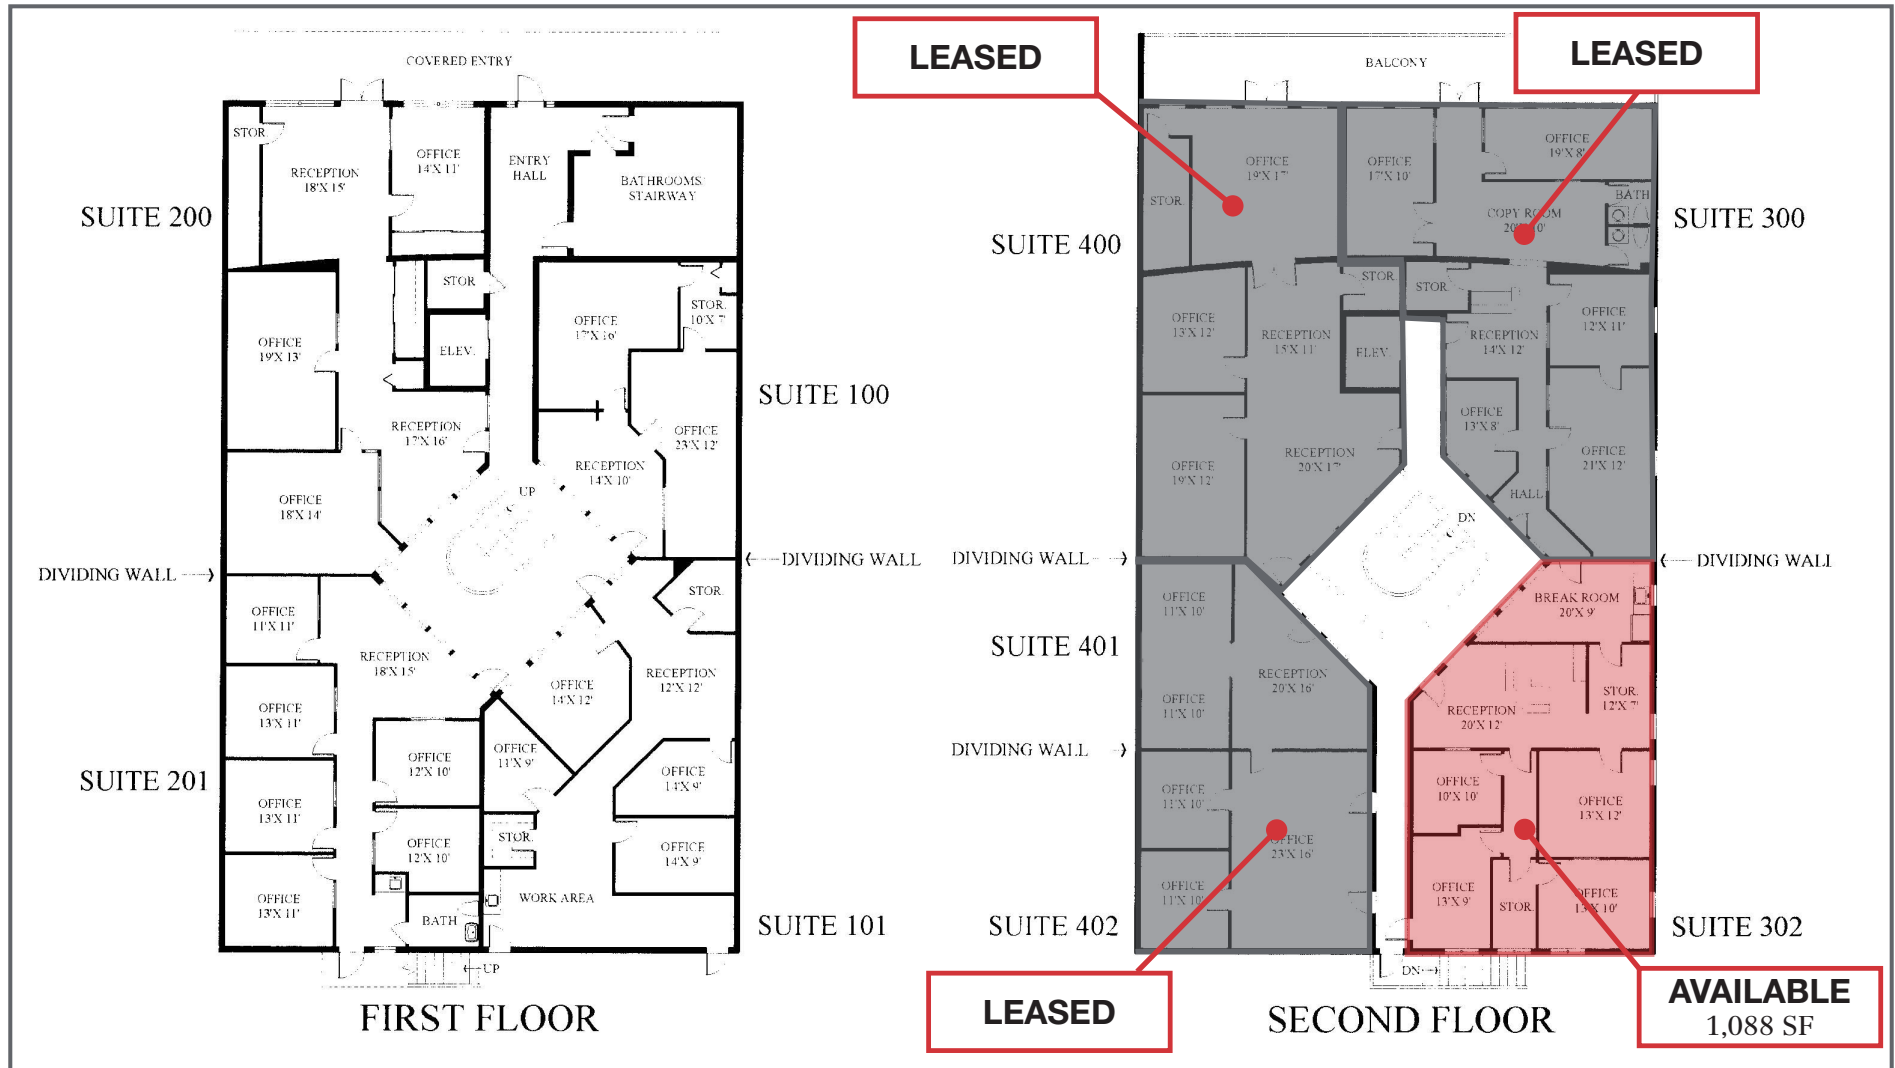 COVERED ENTRY
STOR.
RECEPTION
18'X 15'
OFFICE
14'X 11'
ENTRY
HALL
BATHROOMS/
STAIRWAY
SUITE 200
STOR
ELEV.
OFFICE
17'X 16'
STOR.
10'X 7'
OFFICE
19'X 13'
SUITE 100
RECEPTION
17'X 16'
OFFICE
23'X 12'
RECEPTION
14'X 10'
UP
OFFICE
18'X 14'
DIVIDING WALL
DIVIDING WALL
OFFICE
11'X 11'
STOR.
RECEPTION
18'X 15'
OFFICE
14'X 12'
RECEPTION
12'X 12'
OFFICE
13'X 11'
OFFICE
12'X 10'
OFFICE
11'X 9'
OFFICE
14'X 9'
SUITE 201
OFFICE
13'X 11'
OFFICE
12'X 10'
STOR.
OFFICE
14'X 9'
OFFICE
13'X 11'
BATH
WORK AREA
SUITE 101
UP
FIRST FLOOR
LEASED
LEASED
BALCONY
OFFICE
19'X 17'
OFFICE
17'X 10'
OFFICE
19'X 8'
STOR.
COPY ROOM
BATH
SUITE 400
SUITE 300
STOR.
STOR.
OFFICE
13'X 12'
RECEPTION
15'X 11'
ELEV.
RECEPTION
14'X 12'
OFFICE
12'X 11'
OFFICE
13'X 8'
OFFICE
19'X 12'
RECEPTION
20'X 17'
OFFICE
21'X 12'
HALL
DN
DIVIDING WALL
DIVIDING WALL
OFFICE
11'X 10'
BREAK ROOM
20'X 9'
SUITE 401
RECEPTION
20'X 16'
OFFICE
11'X 10'
STOR.
12'X 7'
RECEPTION
20'X 12'
DIVIDING WALL
OFFICE
11'X 10'
OFFICE
10'X 10'
OFFICE
13'X 12'
OFFICE
23'X 16'
OFFICE
11'X 10'
OFFICE
13'X 9'
STOR.
OFFICE
13'X 10'
SUITE 402
SUITE 302
DN
LEASED
SECOND FLOOR
AVAILABLE
1,088 SF